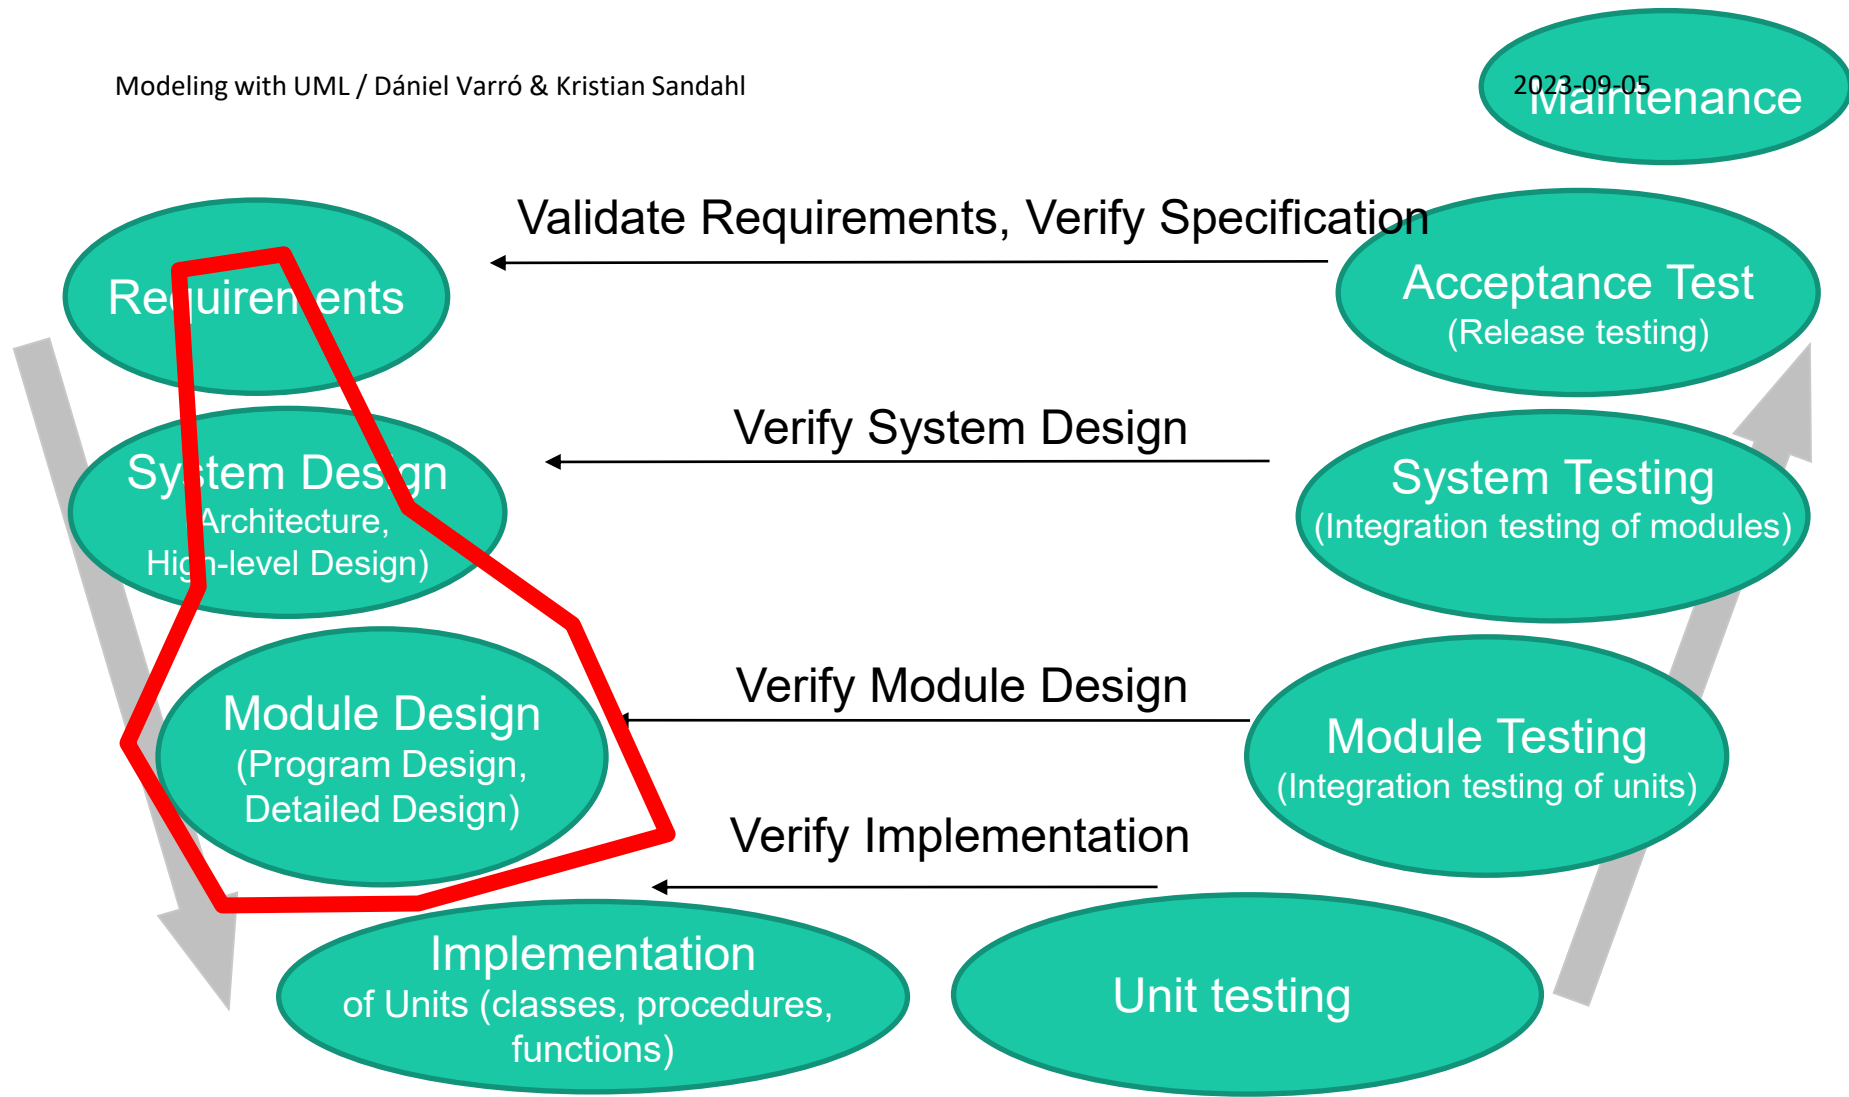 Modeling with UML / Dániel Varró & Kristian Sandahl
2023-09-05
Maintenance
Validate Requirements, Verify Specification
Requirements
Acceptance Test
(Release testing)
Verify System Design
System Design
(Architecture,
High-level Design)
System Testing
(Integration testing of modules)
Verify Module Design
Module Design
(Program Design,
Detailed Design)
Module Testing
(Integration testing of units)
Verify Implementation
Implementation
of Units (classes, procedures,
functions)
Unit testing